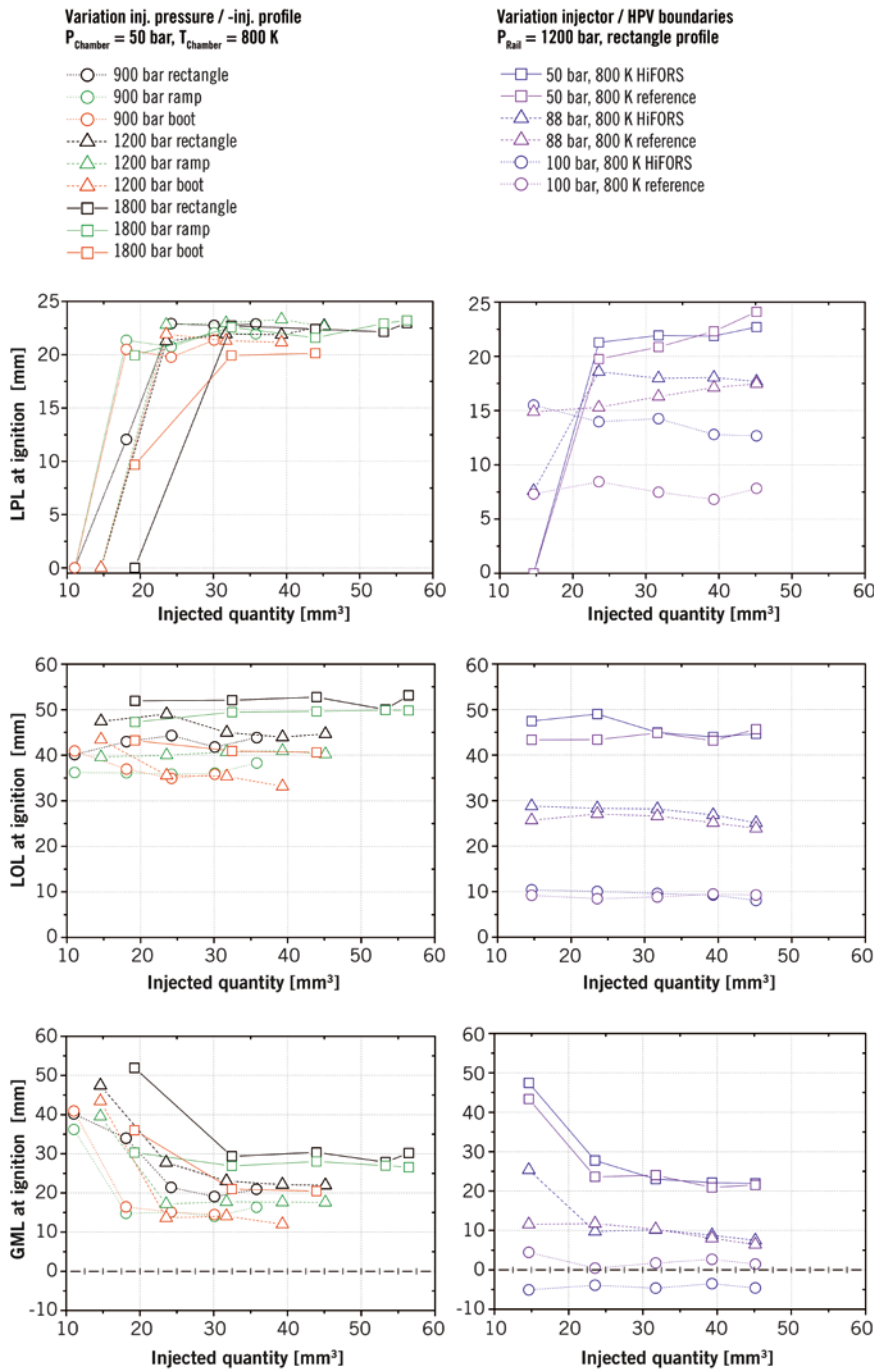 Variation inj. pressure / -inj. profile
P_Chamber = 50 bar, T_Chamber = 800 K
900 bar rectangle
900 bar ramp
900 bar boot
1200 bar rectangle
1200 bar ramp
1200 bar boot
1800 bar rectangle
1800 bar ramp
1800 bar boot
Variation injector / HPV boundaries
P_Rail = 1200 bar, rectangle profile
50 bar, 800 K HiFORS
50 bar, 800 K reference
88 bar, 800 K HiFORS
88 bar, 800 K reference
100 bar, 800 K HiFORS
100 bar, 800 K reference
LPL at ignition [mm]
25
20
15
10
5
0
10 20 30 40 50 60
Injected quantity [mm³]
25
20
15
10
5
0
10 20 30 40 50 60
Injected quantity [mm³]
LOL at ignition [mm]
60
50
40
30
20
10
0
10 20 30 40 50 60
Injected quantity [mm³]
60
50
40
30
20
10
0
10 20 30 40 50 60
Injected quantity [mm³]
GML at ignition [mm]
60
50
40
30
20
10
0
-10
10 20 30 40 50 60
Injected quantity [mm³]
60
50
40
30
20
10
0
-10
10 20 30 40 50 60
Injected quantity [mm³]